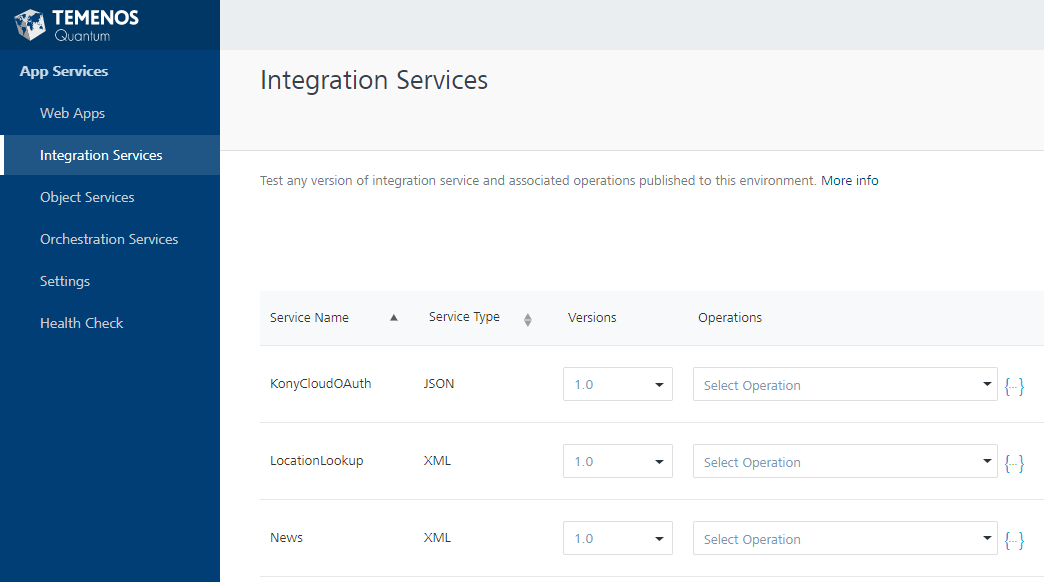 TEMENOS
Quantum
App Services
Web Apps
Integration Services
Object Services
Orchestration Services
Settings
Health Check
Integration Services
Test any version of integration service and associated operations published to this environment. More info
Service Name Service Type Versions Operations
KonyCloudOAuth JSON 1.0 Select Operation {...}
LocationLookup XML 1.0 Select Operation {...}
News XML 1.0 Select Operation {...}